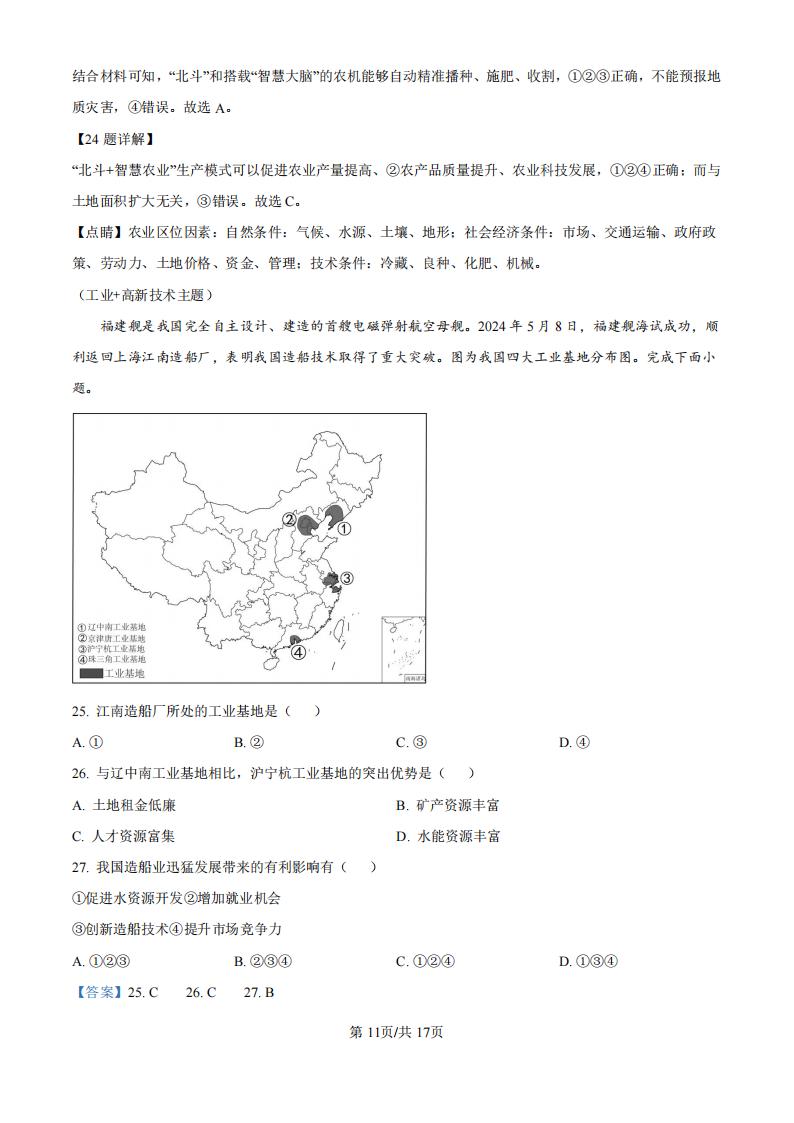 结合材料可知，“北斗”和搭载“智慧大脑”的农机能够自动精准播种、施肥、收割，①②③正确，不能预报地
质灾害，④错误。故选 A。
【24 题详解】
“北斗+智慧农业”生产模式可以促进农业产量提高、②农产品质量提升、农业科技发展，①②④正确；而与
土地面积扩大无关，③错误。故选 C。
【点睛】农业区位因素：自然条件：气候、水源、土壤、地形；社会经济条件：市场、交通运输、政府政
策、劳动力、土地价格、资金、管理；技术条件：冷藏、良种、化肥、机械。
（工业+高新技术主题）
福建舰是我国完全自主设计、建造的首艘电磁弹射航空母舰。2024 年 5 月 8 日，福建舰海试成功，顺
利返回上海江南造船厂，表明我国造船技术取得了重大突破。图为我国四大工业基地分布图。完成下面小
题。
②
①
③
④
①辽中南工业基地
②京津唐工业基地
③沪宁杭工业基地
④珠三角工业基地
工业基地
南海诸岛
25. 江南造船厂所处的工业基地是（ ）
A. ① B. ② C. ③ D. ④
26. 与辽中南工业基地相比，沪宁杭工业基地的突出优势是（ ）
A. 土地租金低廉 B. 矿产资源丰富
C. 人才资源富集 D. 水能资源丰富
27. 我国造船业迅猛发展带来的有利影响有（ ）
①促进水资源开发②增加就业机会
③创新造船技术④提升市场竞争力
A. ①②③ B. ②③④ C. ①②④ D. ①③④
【答案】25. C 26. C 27. B
第 11页/共 17页